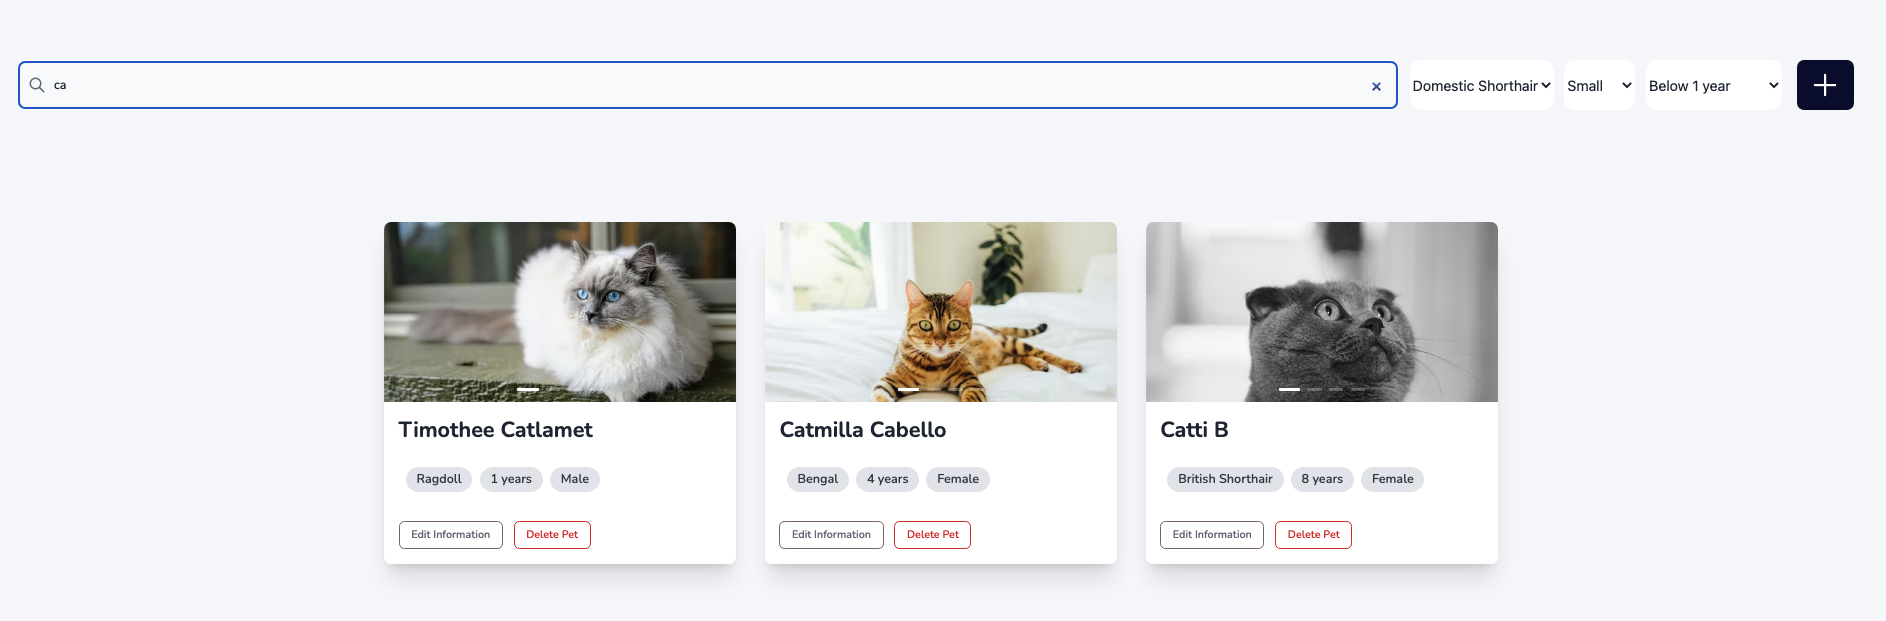 ca
Domestic Shorthair
Small
Below 1 year
Timothee Catlamet
Ragdoll
1 years
Male
Edit Information
Delete Pet
Catmilla Cabello
Bengal
4 years
Female
Edit Information
Delete Pet
Catti B
British Shorthair
8 years
Female
Edit Information
Delete Pet